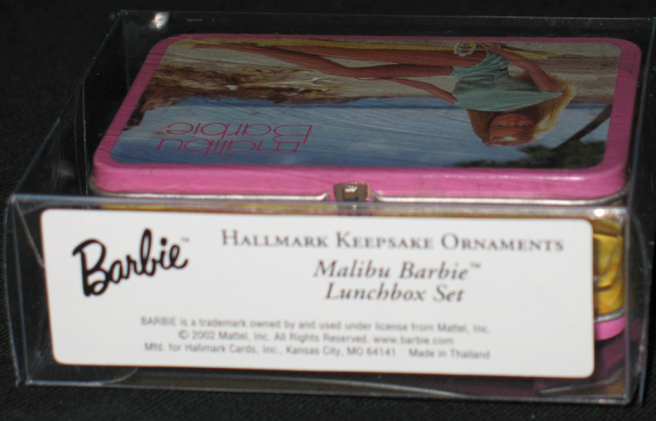 malibu
Barbie
Barbie™
HALLMARK KEEPSAKE ORNAMENTS
Malibu Barbie™
Lunchbox Set
BARBIE is a trademark owned by and used under license from Mattel, Inc.
© 2002 Mattel, Inc. All Rights Reserved. www.barbie.com
Mfd. for Hallmark Cards, Inc., Kansas City, MO 64141 Made in Thailand